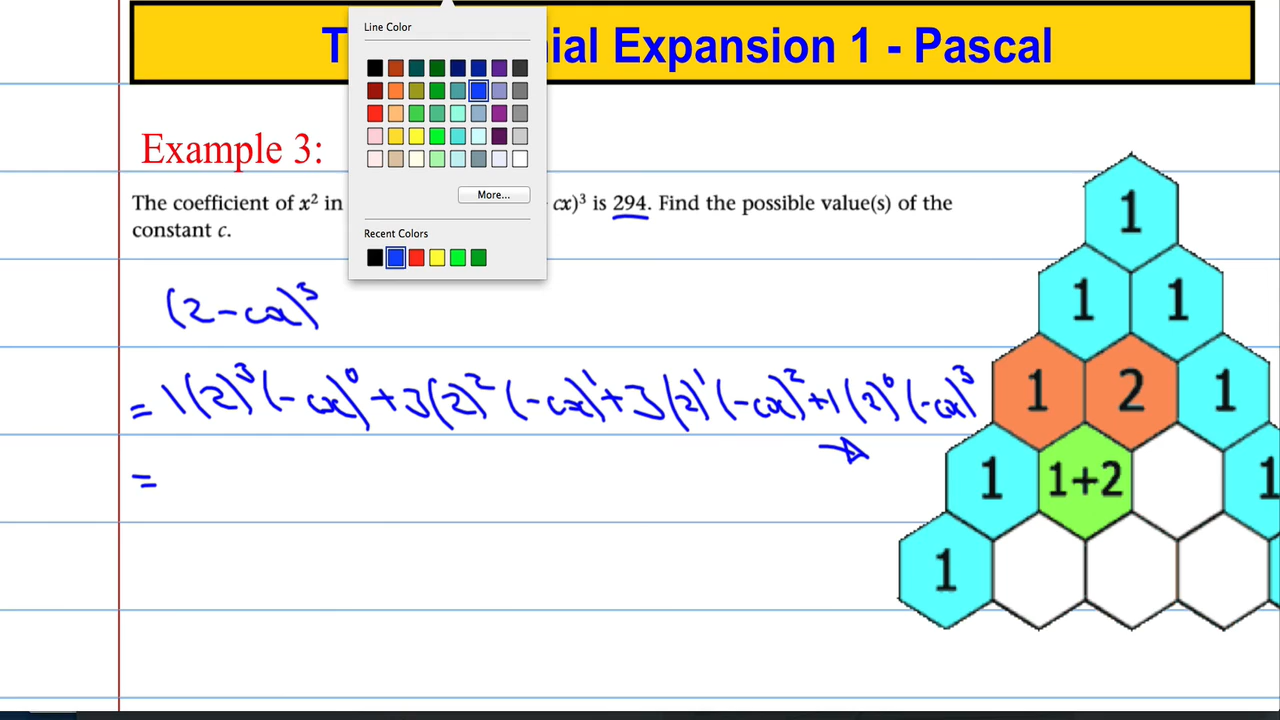 T nial Expansion 1 - Pascal
Line Color
More...
Recent Colors
Example 3:
The coefficient of x² in cx)³ is 294. Find the possible value(s) of the
constant c.
(2-cx)³
= 1(2)³(-cx)⁰+3(2)²(-cx)¹+3(2)¹(-cx)²+1(2)⁰(-cx)³
=
1
1 1
1 2 1
1 1+2 1
1